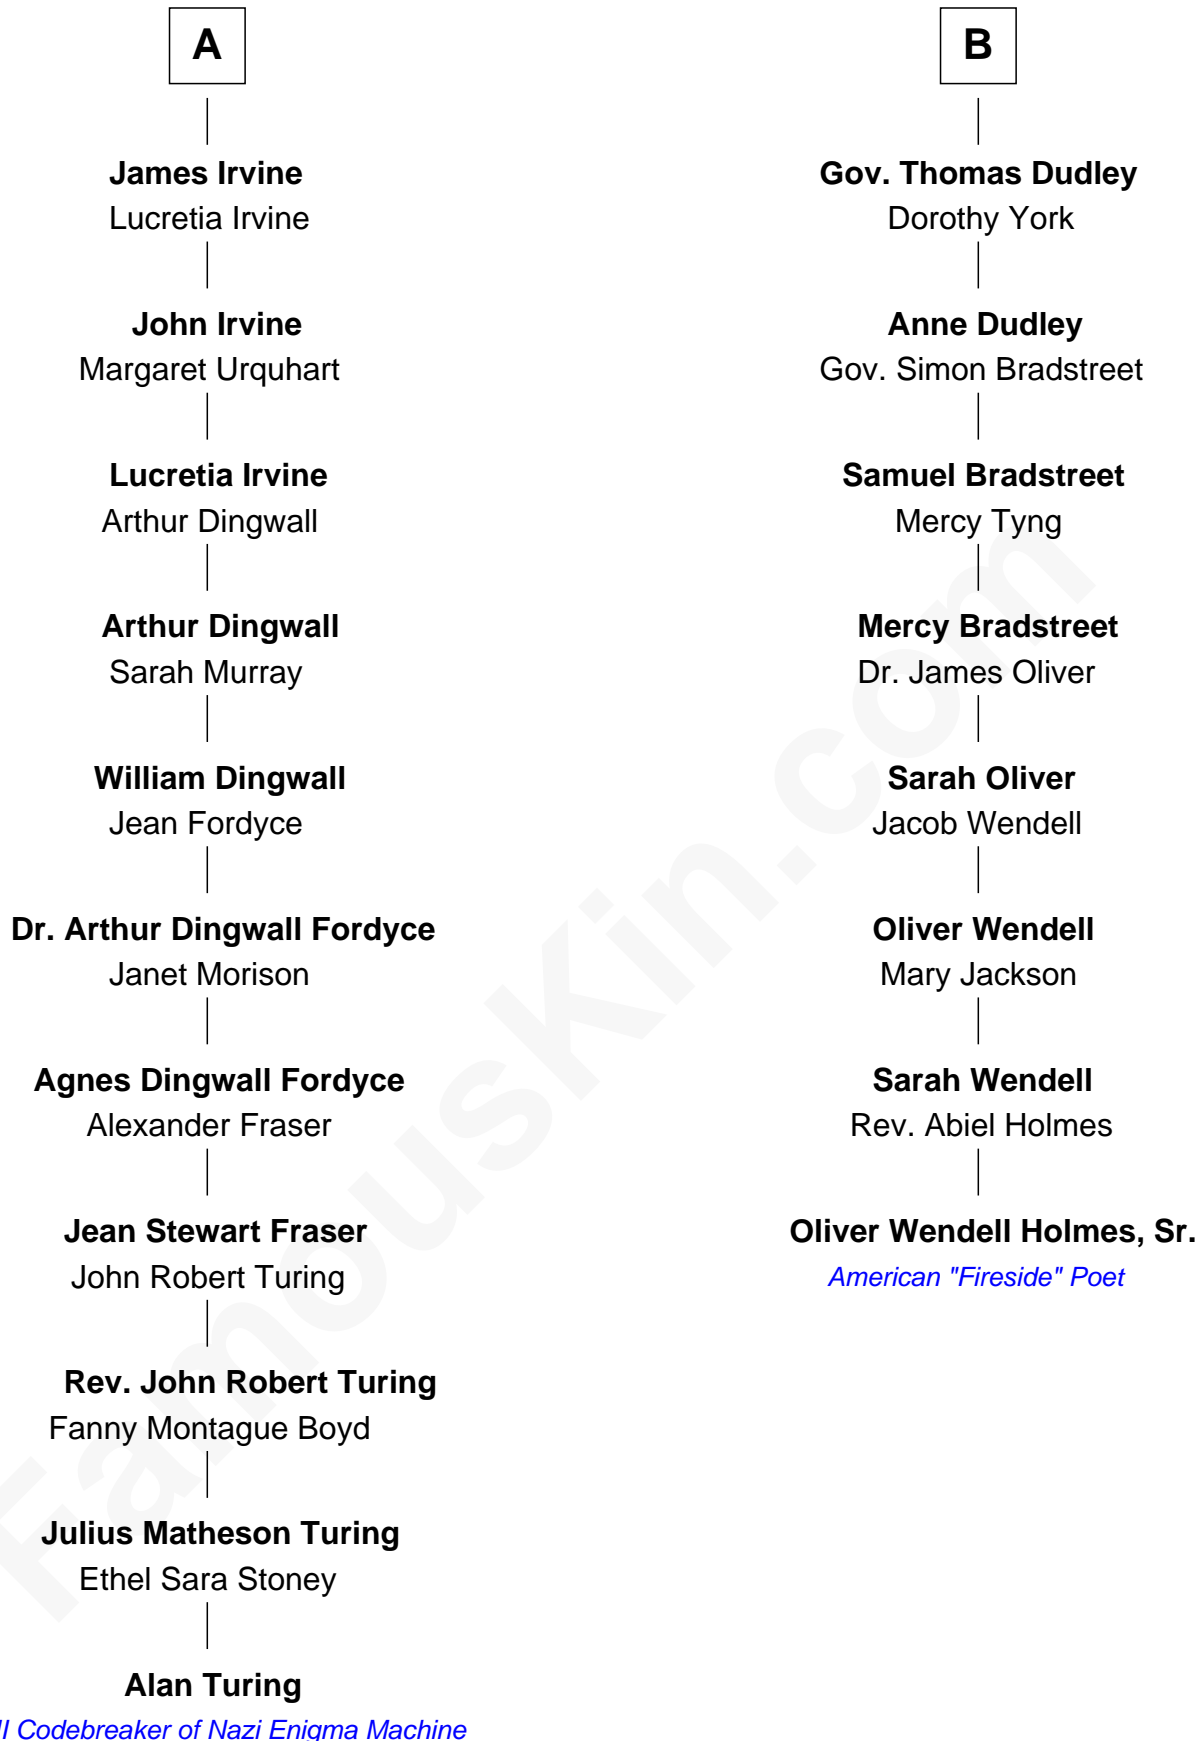 A
James Irvine
Lucretia Irvine
John Irvine
Margaret Urquhart
Lucretia Irvine
Arthur Dingwall
Arthur Dingwall
Sarah Murray
William Dingwall
Jean Fordyce
Dr. Arthur Dingwall Fordyce
Janet Morison
Agnes Dingwall Fordyce
Alexander Fraser
Jean Stewart Fraser
John Robert Turing
Rev. John Robert Turing
Fanny Montague Boyd
Julius Matheson Turing
Ethel Sara Stoney
Alan Turing
Codebreaker of Nazi Enigma Machine
B
Gov. Thomas Dudley
Dorothy York
Anne Dudley
Gov. Simon Bradstreet
Samuel Bradstreet
Mercy Tyng
Mercy Bradstreet
Dr. James Oliver
Sarah Oliver
Jacob Wendell
Oliver Wendell
Mary Jackson
Sarah Wendell
Rev. Abiel Holmes
Oliver Wendell Holmes, Sr.
American "Fireside" Poet
FamousKin.com